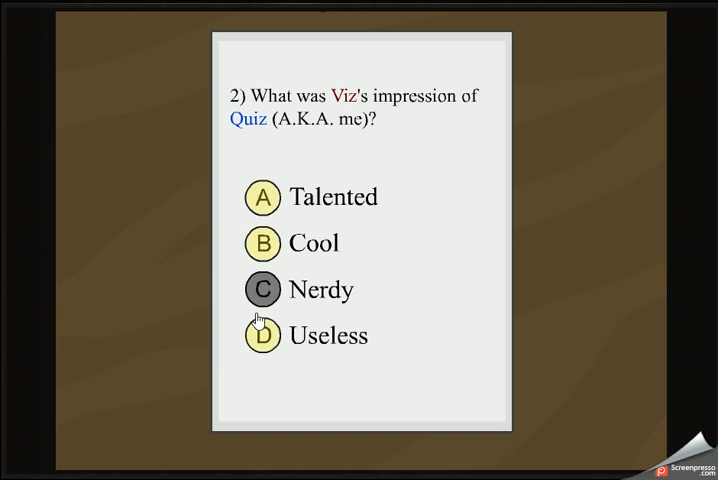 2) What was Viz's impression of
Quiz (A.K.A. me)?
A Talented
B Cool
C Nerdy
D Useless
Screenpresso
.com